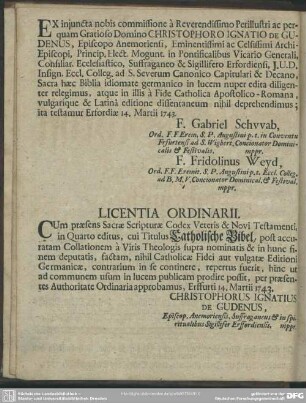 EX injuncta nobis commissione à Reverendissimo Perillustri ac per-
quam Gratioso Domino CHRISTOPHORO IGNATIO DE GU-
DENUS, Episcopo Anemoriensi, Eminentissimi ac Celsissimi Archi-
Episcopi, Princip. Elect. Mogunt. in Pontificalibus Vicario Generali,
Consiliar. Ecclesiastico, Suffraganeo & Sigillifero Erfordiensi, J.U.D.
Insign. Eccl. Colleg. ad S. Severum Canonico Capitulari & Decano,
Sacra hæc Biblia idiomate germanico in lucem nuper edita diligen-
ter relegimus, atque in illis à Fide Catholica Apostolico-Romana,
vulgarique & Latinâ editione dissentaneum nihil deprehendimus;
ita testamur Erfordiæ 14. Martii 1743.
F. Gabriel Schvvab,
Ord. F. F. Erem. S. P. Augustini p. t. in Conventu
Erfurtensi ad S. Wigbert, Concionator Domini-
calis & Festivalis. mppr.
F. Fridolinus Weyd,
Ord. F.F. Eremit. S. P. Augustini p. t. Eccl. Colleg.
ad B. M. V. Concionator Dominical. & Festival.
mppr.
LICENTIA ORDINARII.
CUm præsens Sacræ Scripturæ Codex Veteris & Novi Testamenti,
in Quarto editus, cui Titulus Catholische Bibel, post accu-
ratam Collationem à Viris Theologis supra nominatis & in hunc fi-
nem deputatis, factam, nihil Catholicæ Fidei aut vulgatæ Editioni
Germanicæ, contrarium in se continere, repertus fuerit, hinc ut
ad communem usum in lucem publicam prodire possit, per præsen-
tes Authoritate Ordinaria approbamus, Erffurti 14. Martii 1743.
CHRISTOPHORUS IGNATIUS
DE GUDENUS,
Episcop. Anemoriensis, Suffraganeus & in spi-
ritualibus Sigillifer Erffordiensis. mppr.